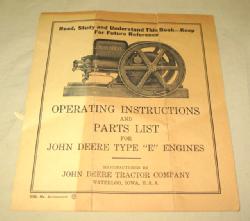 Read, Study and Understand This Book—Keep
For Future Reference
OPERATING INSTRUCTIONS
AND
PARTS LIST
FOR
JOHN DEERE TYPE "E" ENGINES
MANUFACTURED BY
JOHN DEERE TRACTOR COMPANY
WATERLOO, IOWA, U. S. A.